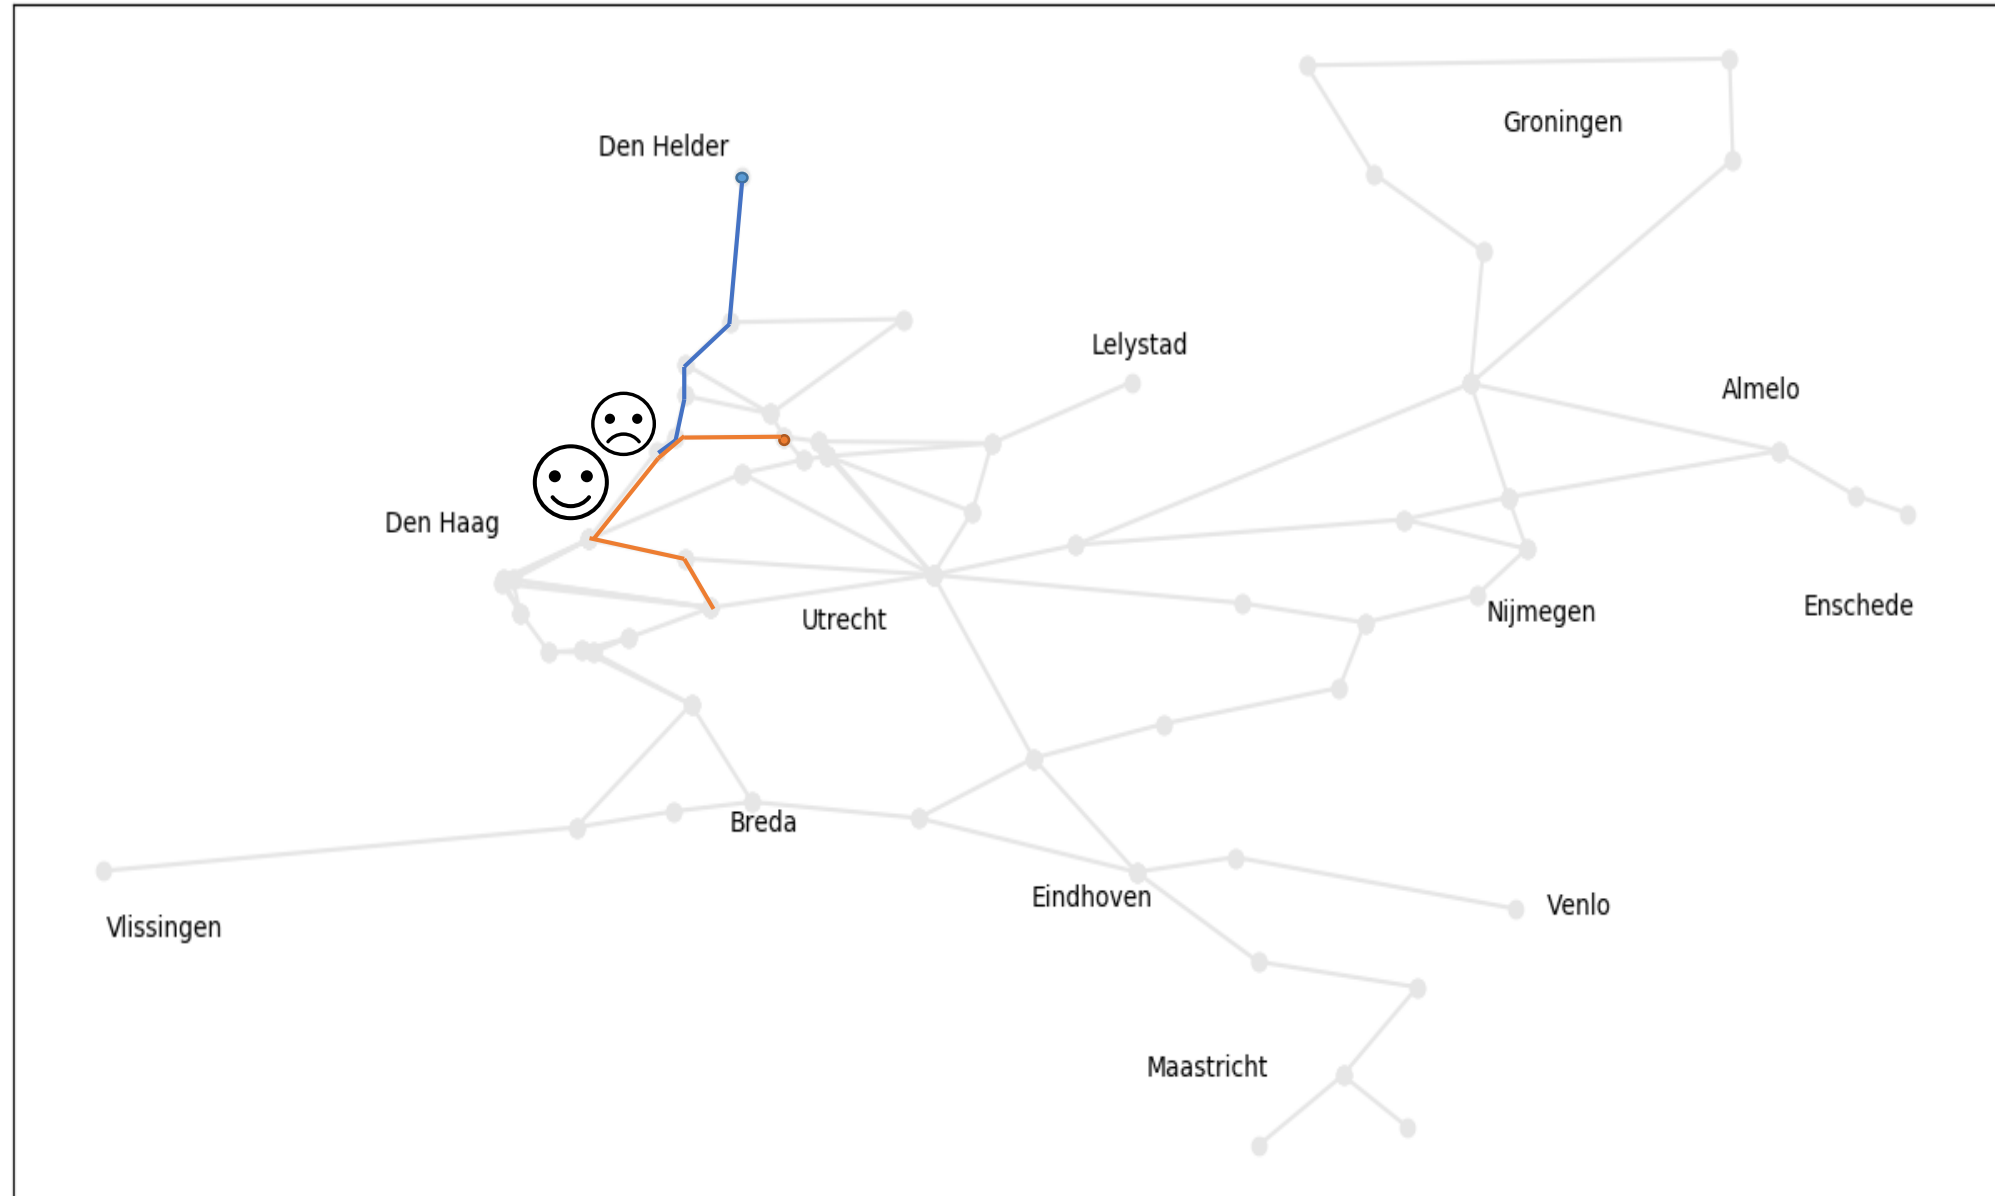 Groningen
Den Helder
Lelystad
Almelo
Den Haag
Utrecht
Nijmegen
Enschede
Breda
Eindhoven
Venlo
Vlissingen
Maastricht